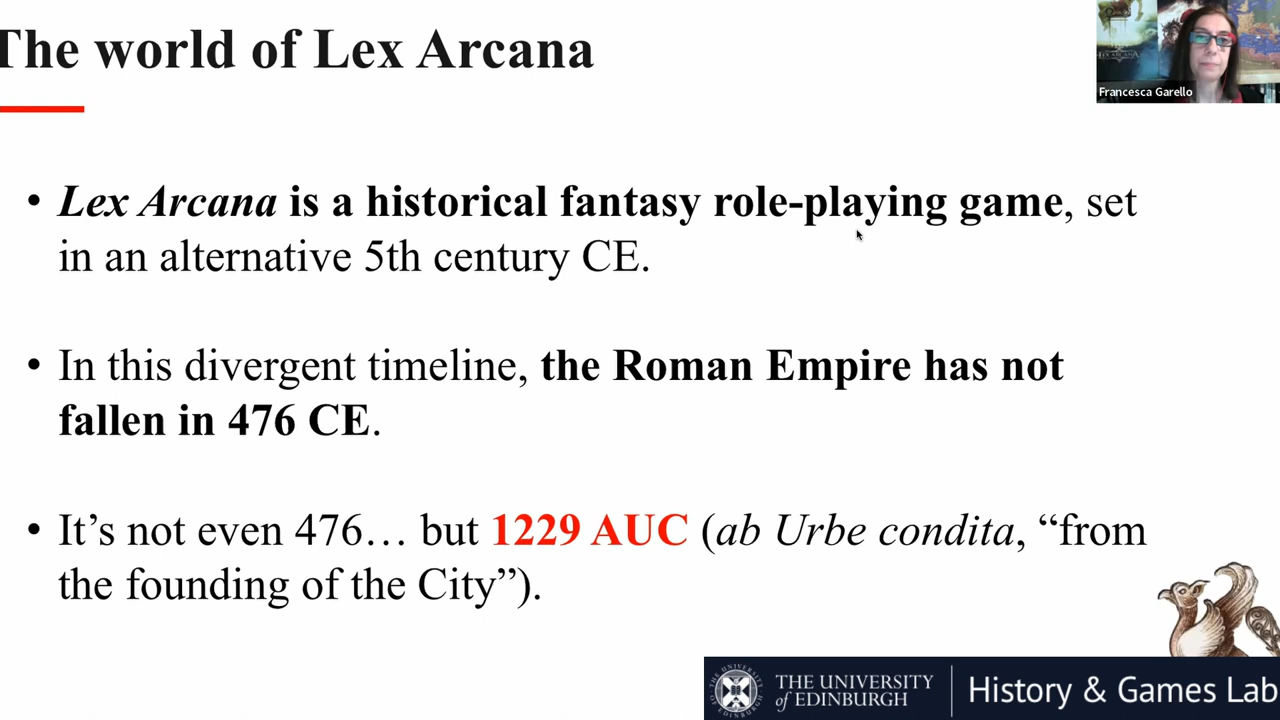 The world of Lex Arcana
Francesca Garello
• Lex Arcana is a historical fantasy role-playing game, set
in an alternative 5th century CE.
• In this divergent timeline, the Roman Empire has not
fallen in 476 CE.
• It’s not even 476… but 1229 AUC (ab Urbe condita, “from
the founding of the City”).
THE UNIVERSITY
of EDINBURGH
History & Games Lab